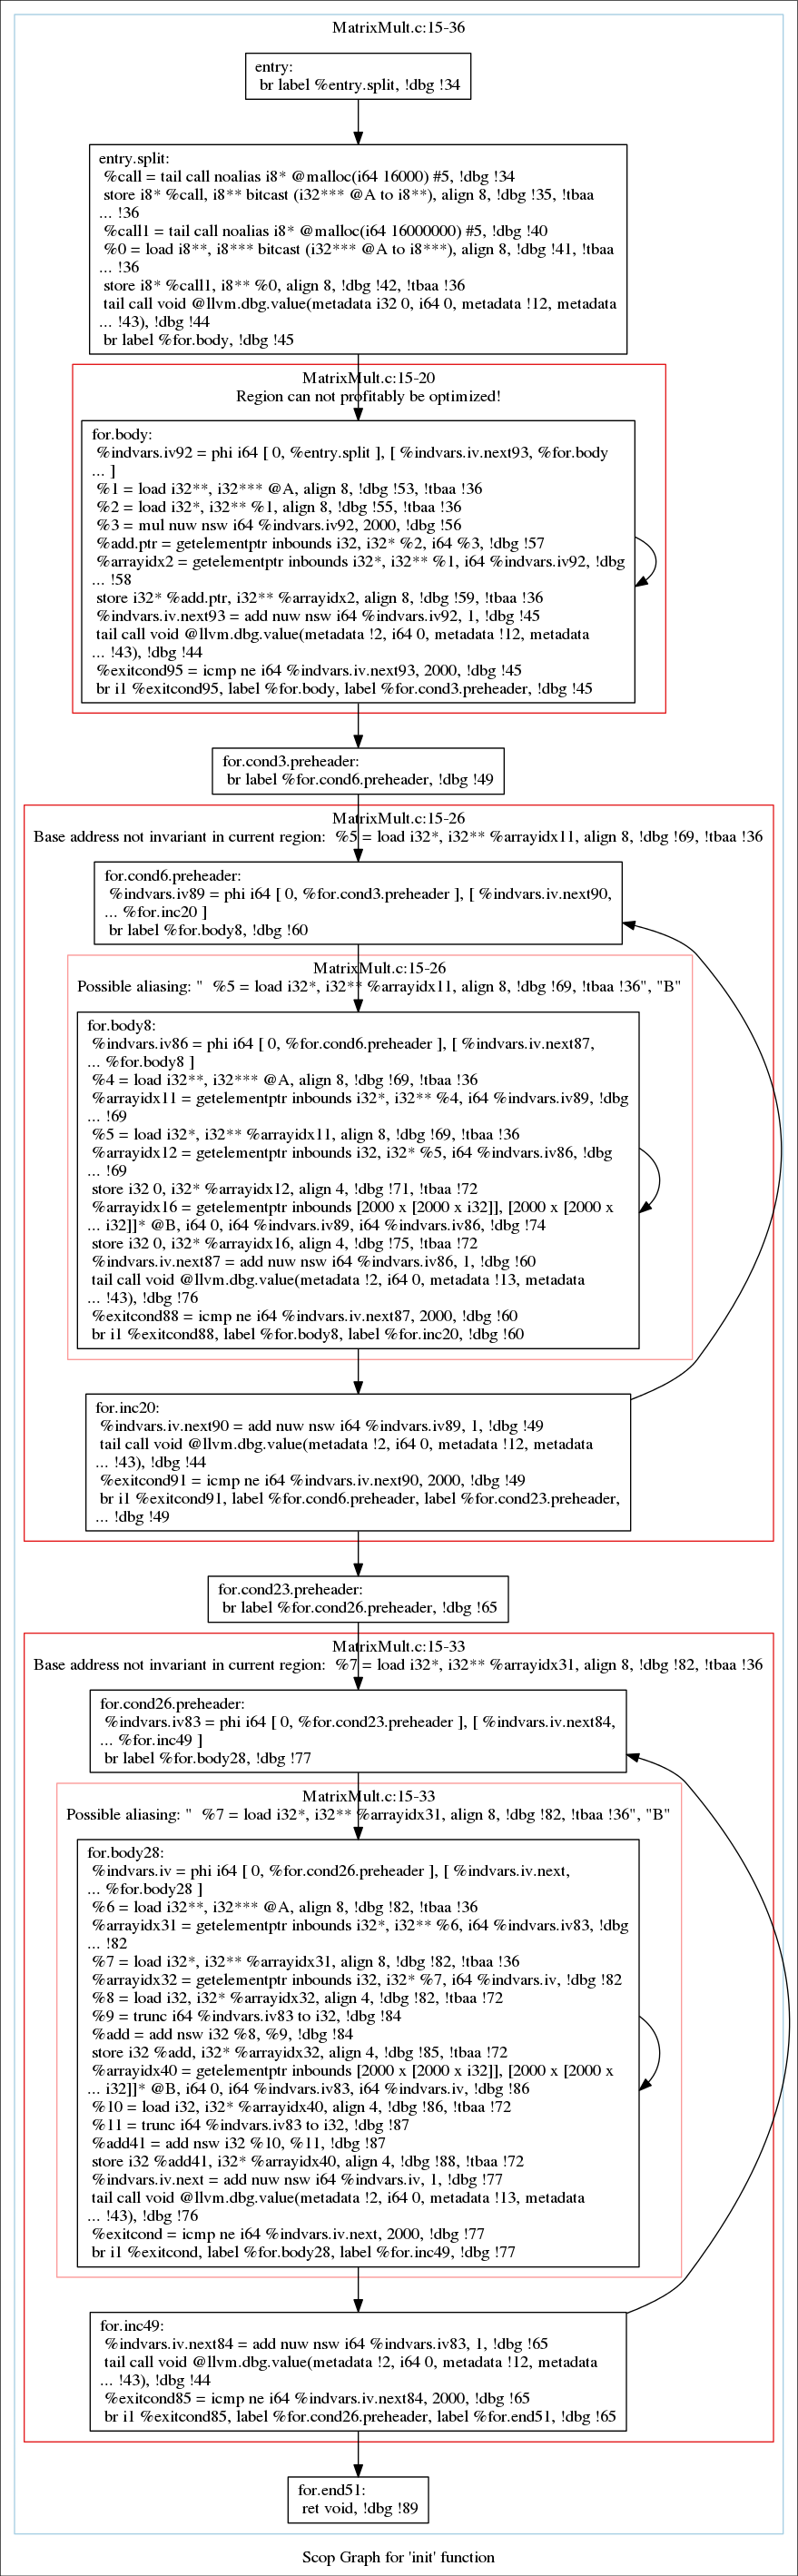 MatrixMult.c:15-36
entry:
br label %entry.split, !dbg !34
entry.split:
%call = tail call noalias i8* @malloc(i64 16000) #5, !dbg !34
store i8* %call, i8** bitcast (i32*** @A to i8**), align 8, !dbg !35, !tbaa
... !36
%call1 = tail call noalias i8* @malloc(i64 16000000) #5, !dbg !40
%0 = load i8**, i8*** bitcast (i32*** @A to i8***), align 8, !dbg !41, !tbaa
... !36
store i8* %call1, i8** %0, align 8, !dbg !42, !tbaa !36
tail call void @llvm.dbg.value(metadata i32 0, i64 0, metadata !12, metadata
... !43), !dbg !44
br label %for.body, !dbg !45
MatrixMult.c:15-20
Region can not profitably be optimized!
for.body:
%indvars.iv92 = phi i64 [ 0, %entry.split ], [ %indvars.iv.next93, %for.body
... ]
%1 = load i32**, i32*** @A, align 8, !dbg !53, !tbaa !36
%2 = load i32*, i32** %1, align 8, !dbg !55, !tbaa !36
%3 = mul nuw nsw i64 %indvars.iv92, 2000, !dbg !56
%add.ptr = getelementptr inbounds i32, i32* %2, i64 %3, !dbg !57
%arrayidx2 = getelementptr inbounds i32*, i32** %1, i64 %indvars.iv92, !dbg
... !58
store i32* %add.ptr, i32** %arrayidx2, align 8, !dbg !59, !tbaa !36
%indvars.iv.next93 = add nuw nsw i64 %indvars.iv92, 1, !dbg !45
tail call void @llvm.dbg.value(metadata !2, i64 0, metadata !12, metadata
... !43), !dbg !44
%exitcond95 = icmp ne i64 %indvars.iv.next93, 2000, !dbg !45
br i1 %exitcond95, label %for.body, label %for.cond3.preheader, !dbg !45
for.cond3.preheader:
br label %for.cond6.preheader, !dbg !49
MatrixMult.c:15-26
Base address not invariant in current region:  %5 = load i32*, i32** %arrayidx11, align 8, !dbg !69, !tbaa !36
for.cond6.preheader:
%indvars.iv89 = phi i64 [ 0, %for.cond3.preheader ], [ %indvars.iv.next90,
... %for.inc20 ]
br label %for.body8, !dbg !60
MatrixMult.c:15-26
Possible aliasing: "  %5 = load i32*, i32** %arrayidx11, align 8, !dbg !69, !tbaa !36", "B"
for.body8:
%indvars.iv86 = phi i64 [ 0, %for.cond6.preheader ], [ %indvars.iv.next87,
... %for.body8 ]
%4 = load i32**, i32*** @A, align 8, !dbg !69, !tbaa !36
%arrayidx11 = getelementptr inbounds i32*, i32** %4, i64 %indvars.iv89, !dbg
... !69
%5 = load i32*, i32** %arrayidx11, align 8, !dbg !69, !tbaa !36
%arrayidx12 = getelementptr inbounds i32, i32* %5, i64 %indvars.iv86, !dbg
... !69
store i32 0, i32* %arrayidx12, align 4, !dbg !71, !tbaa !72
%arrayidx16 = getelementptr inbounds [2000 x [2000 x i32]], [2000 x [2000 x
... i32]]* @B, i64 0, i64 %indvars.iv89, i64 %indvars.iv86, !dbg !74
store i32 0, i32* %arrayidx16, align 4, !dbg !75, !tbaa !72
%indvars.iv.next87 = add nuw nsw i64 %indvars.iv86, 1, !dbg !60
tail call void @llvm.dbg.value(metadata !2, i64 0, metadata !13, metadata
... !43), !dbg !76
%exitcond88 = icmp ne i64 %indvars.iv.next87, 2000, !dbg !60
br i1 %exitcond88, label %for.body8, label %for.inc20, !dbg !60
for.inc20:
%indvars.iv.next90 = add nuw nsw i64 %indvars.iv89, 1, !dbg !49
tail call void @llvm.dbg.value(metadata !2, i64 0, metadata !12, metadata
... !43), !dbg !44
%exitcond91 = icmp ne i64 %indvars.iv.next90, 2000, !dbg !49
br i1 %exitcond91, label %for.cond6.preheader, label %for.cond23.preheader,
... !dbg !49
for.cond23.preheader:
br label %for.cond26.preheader, !dbg !65
MatrixMult.c:15-33
Base address not invariant in current region:  %7 = load i32*, i32** %arrayidx31, align 8, !dbg !82, !tbaa !36
for.cond26.preheader:
%indvars.iv83 = phi i64 [ 0, %for.cond23.preheader ], [ %indvars.iv.next84,
... %for.inc49 ]
br label %for.body28, !dbg !77
MatrixMult.c:15-33
Possible aliasing: "  %7 = load i32*, i32** %arrayidx31, align 8, !dbg !82, !tbaa !36", "B"
for.body28:
%indvars.iv = phi i64 [ 0, %for.cond26.preheader ], [ %indvars.iv.next,
... %for.body28 ]
%6 = load i32**, i32*** @A, align 8, !dbg !82, !tbaa !36
%arrayidx31 = getelementptr inbounds i32*, i32** %6, i64 %indvars.iv83, !dbg
... !82
%7 = load i32*, i32** %arrayidx31, align 8, !dbg !82, !tbaa !36
%arrayidx32 = getelementptr inbounds i32, i32* %7, i64 %indvars.iv, !dbg !82
%8 = load i32, i32* %arrayidx32, align 4, !dbg !82, !tbaa !72
%9 = trunc i64 %indvars.iv83 to i32, !dbg !84
%add = add nsw i32 %8, %9, !dbg !84
store i32 %add, i32* %arrayidx32, align 4, !dbg !85, !tbaa !72
%arrayidx40 = getelementptr inbounds [2000 x [2000 x i32]], [2000 x [2000 x
... i32]]* @B, i64 0, i64 %indvars.iv83, i64 %indvars.iv, !dbg !86
%10 = load i32, i32* %arrayidx40, align 4, !dbg !86, !tbaa !72
%11 = trunc i64 %indvars.iv83 to i32, !dbg !87
%add41 = add nsw i32 %10, %11, !dbg !87
store i32 %add41, i32* %arrayidx40, align 4, !dbg !88, !tbaa !72
%indvars.iv.next = add nuw nsw i64 %indvars.iv, 1, !dbg !77
tail call void @llvm.dbg.value(metadata !2, i64 0, metadata !13, metadata
... !43), !dbg !76
%exitcond = icmp ne i64 %indvars.iv.next, 2000, !dbg !77
br i1 %exitcond, label %for.body28, label %for.inc49, !dbg !77
for.inc49:
%indvars.iv.next84 = add nuw nsw i64 %indvars.iv83, 1, !dbg !65
tail call void @llvm.dbg.value(metadata !2, i64 0, metadata !12, metadata
... !43), !dbg !44
%exitcond85 = icmp ne i64 %indvars.iv.next84, 2000, !dbg !65
br i1 %exitcond85, label %for.cond26.preheader, label %for.end51, !dbg !65
for.end51:
ret void, !dbg !89
Scop Graph for 'init' function